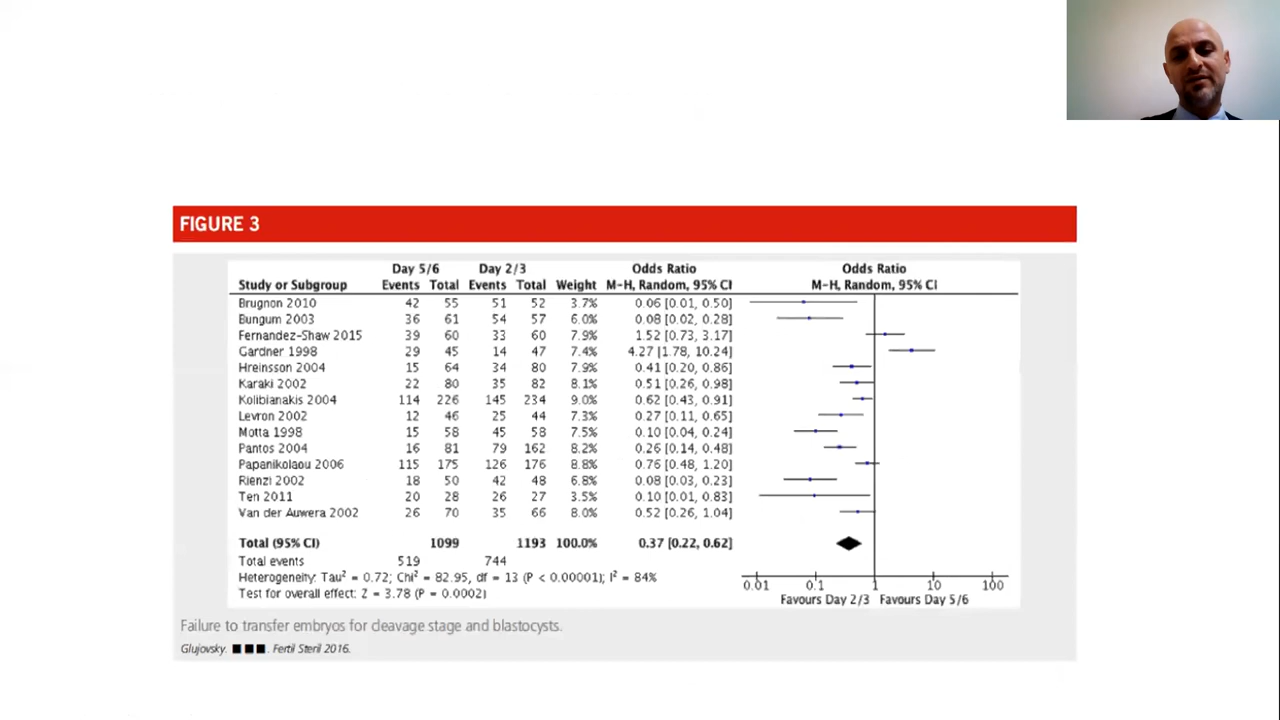 FIGURE 3
Day 5/6 Day 2/3 Odds Ratio Odds Ratio
Study or Subgroup Events Total Events Total Weight M-H, Random, 95% CI M-H, Random, 95% CI
Brugnon 2010 42 55 51 52 3.7% 0.06 [0.01, 0.50]
Bungum 2003 36 61 54 57 6.0% 0.08 [0.02, 0.28]
Fernandez-Shaw 2015 39 60 33 60 7.9% 1.52 [0.73, 3.17]
Gardner 1998 29 45 14 47 7.4% 4.27 [1.78, 10.24]
Hreinsson 2004 15 64 34 80 7.9% 0.41 [0.20, 0.86]
Karaki 2002 22 80 35 82 8.1% 0.51 [0.26, 0.98]
Kolibianakis 2004 114 226 145 234 9.0% 0.62 [0.43, 0.91]
Levron 2002 12 46 25 44 7.3% 0.27 [0.11, 0.65]
Motta 1998 15 58 45 58 7.5% 0.10 [0.04, 0.24]
Pantos 2004 16 81 79 162 8.2% 0.26 [0.14, 0.48]
Papanikolaou 2006 115 175 126 176 8.8% 0.76 [0.48, 1.20]
Rienzi 2002 18 50 42 48 6.8% 0.08 [0.03, 0.23]
Ten 2011 20 28 26 27 3.5% 0.10 [0.01, 0.83]
Van der Auwera 2002 26 70 35 66 8.0% 0.52 [0.26, 1.04]
Total (95% CI) 1099 1193 100.0% 0.37 [0.22, 0.62]
Total events 519 744
Heterogeneity: Tau² = 0.72; Chi² = 82.95, df = 13 (P < 0.00001); I² = 84%
Test for overall effect: Z = 3.78 (P = 0.0002)
0.01 0.1 1 10 100
Favours Day 2/3 Favours Day 5/6
Failure to transfer embryos for cleavage stage and blastocysts.
Glujovsky. ■■■. Fertil Steril 2016.